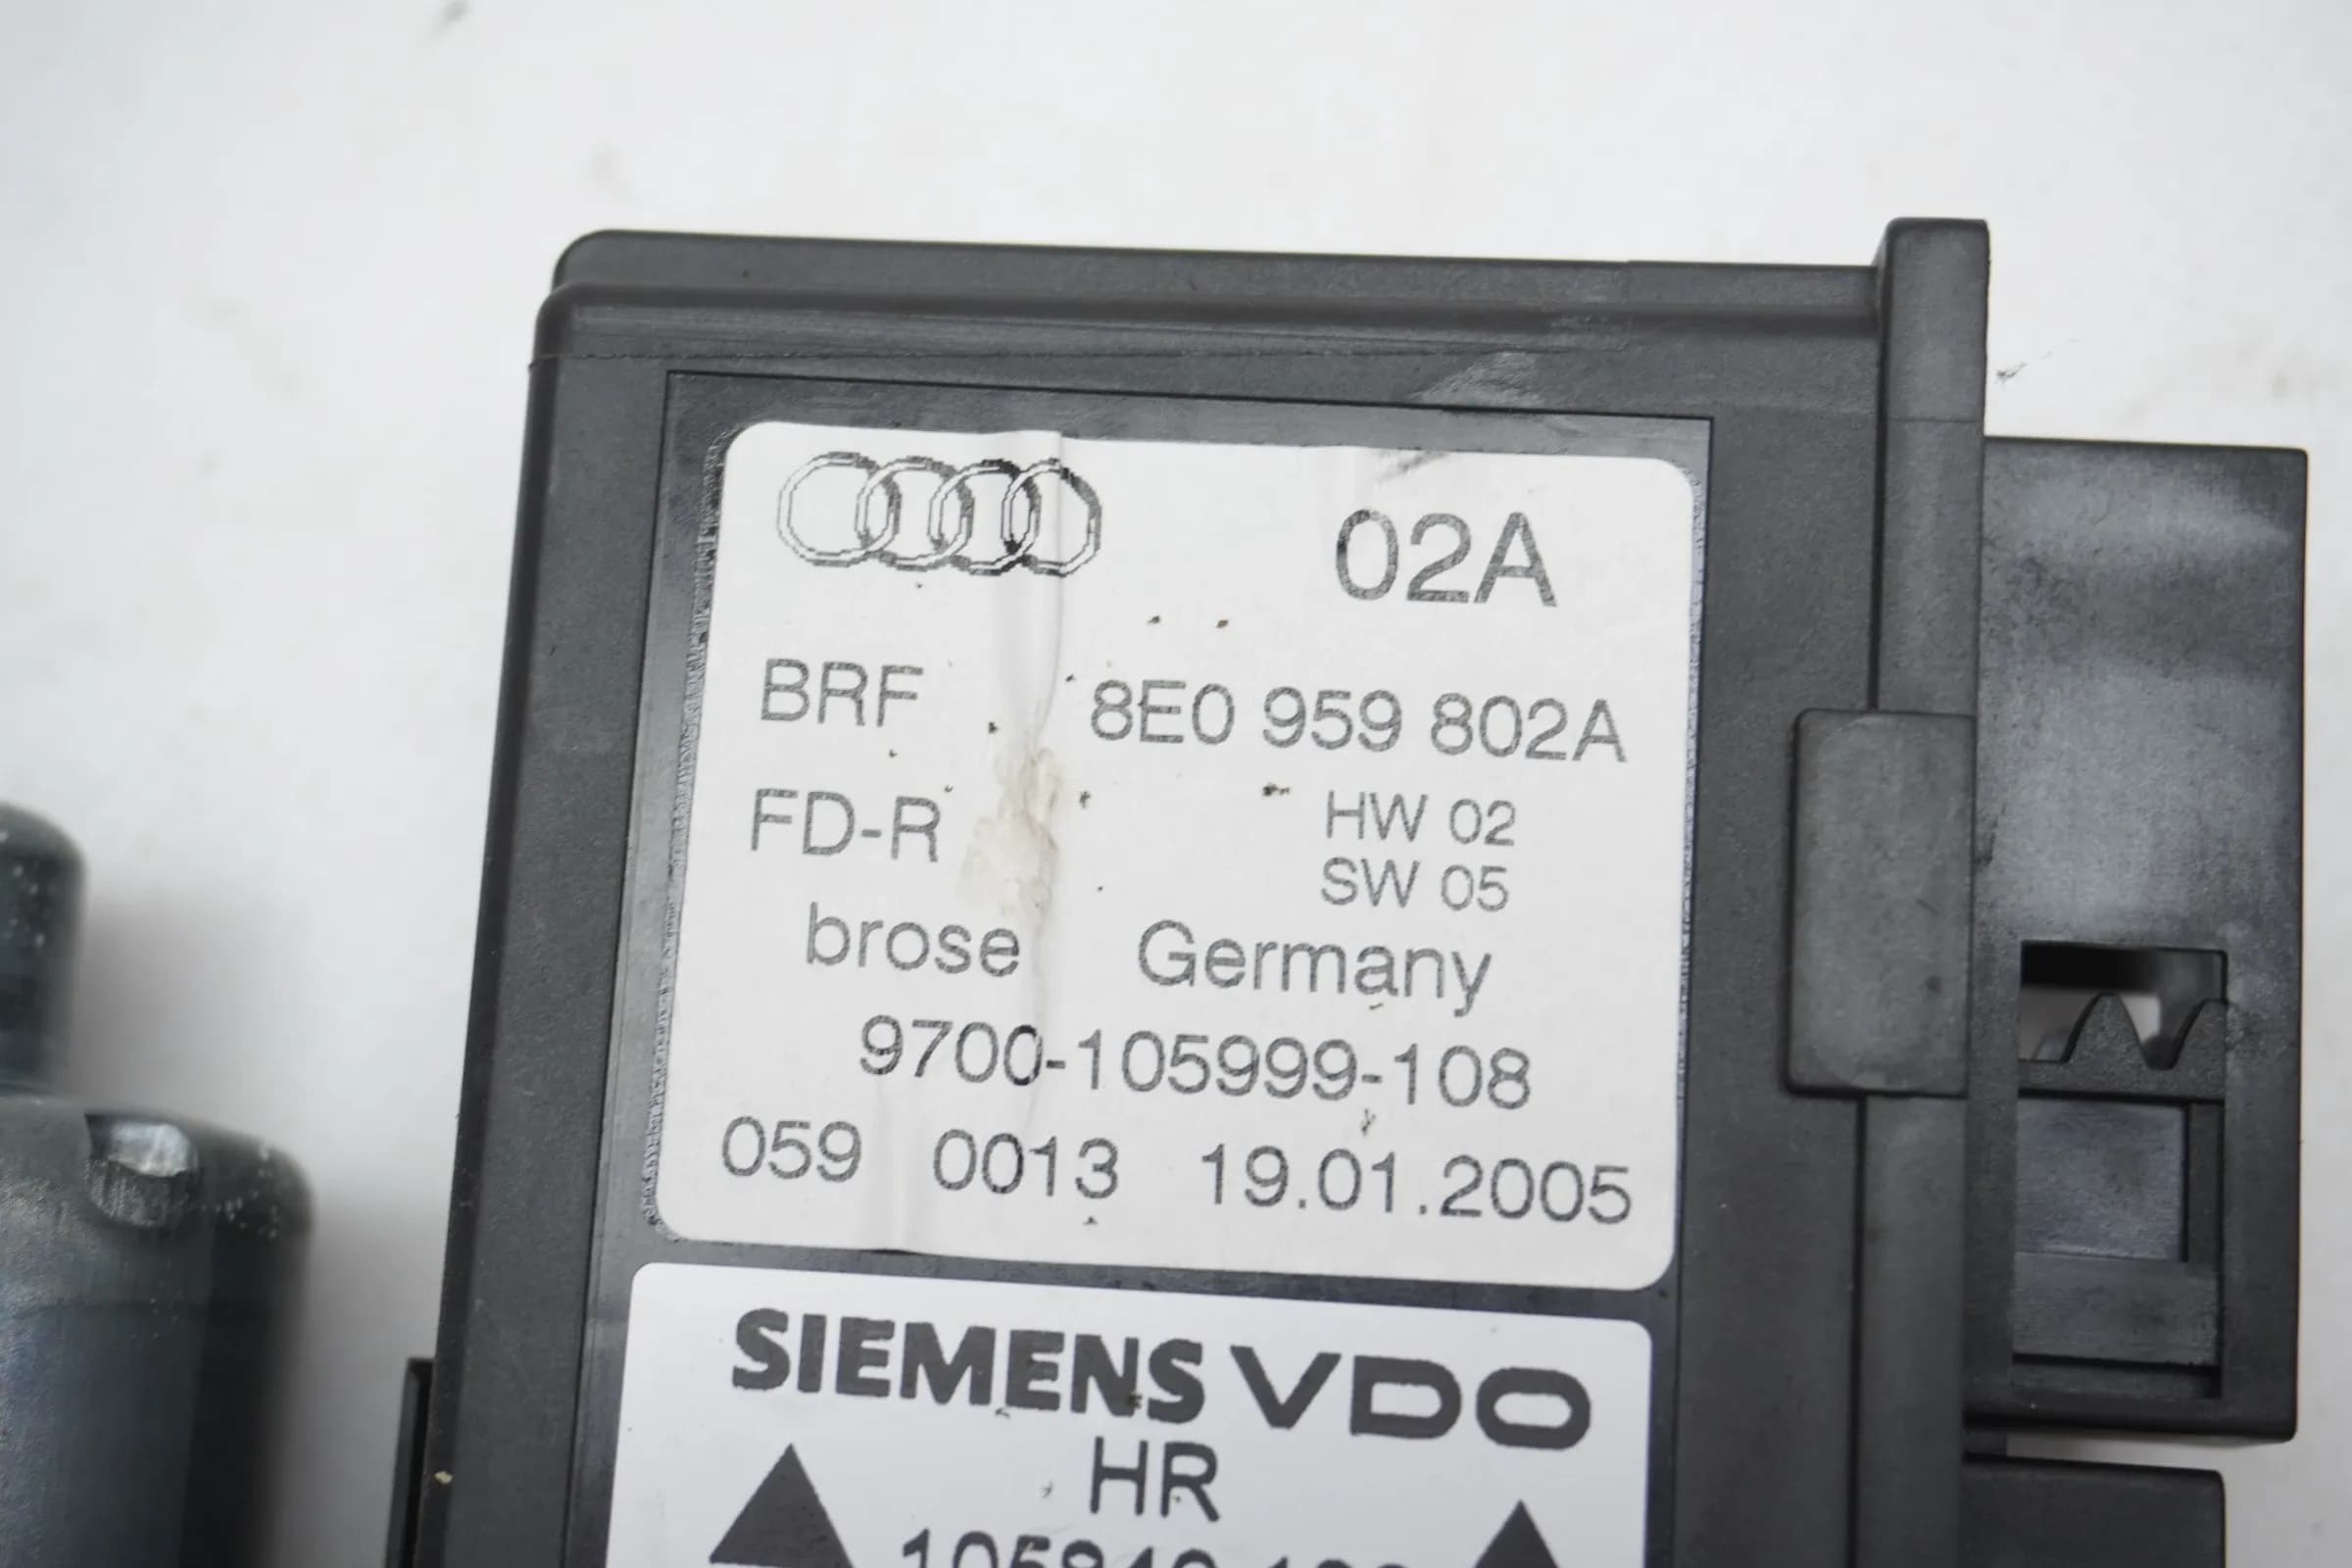 02A
BRF 8E0 959 802A
FD-R HW 02
SW 05
brose Germany
9700-105999-108
059 0013 19.01.2005
SIEMENS VDO
HR